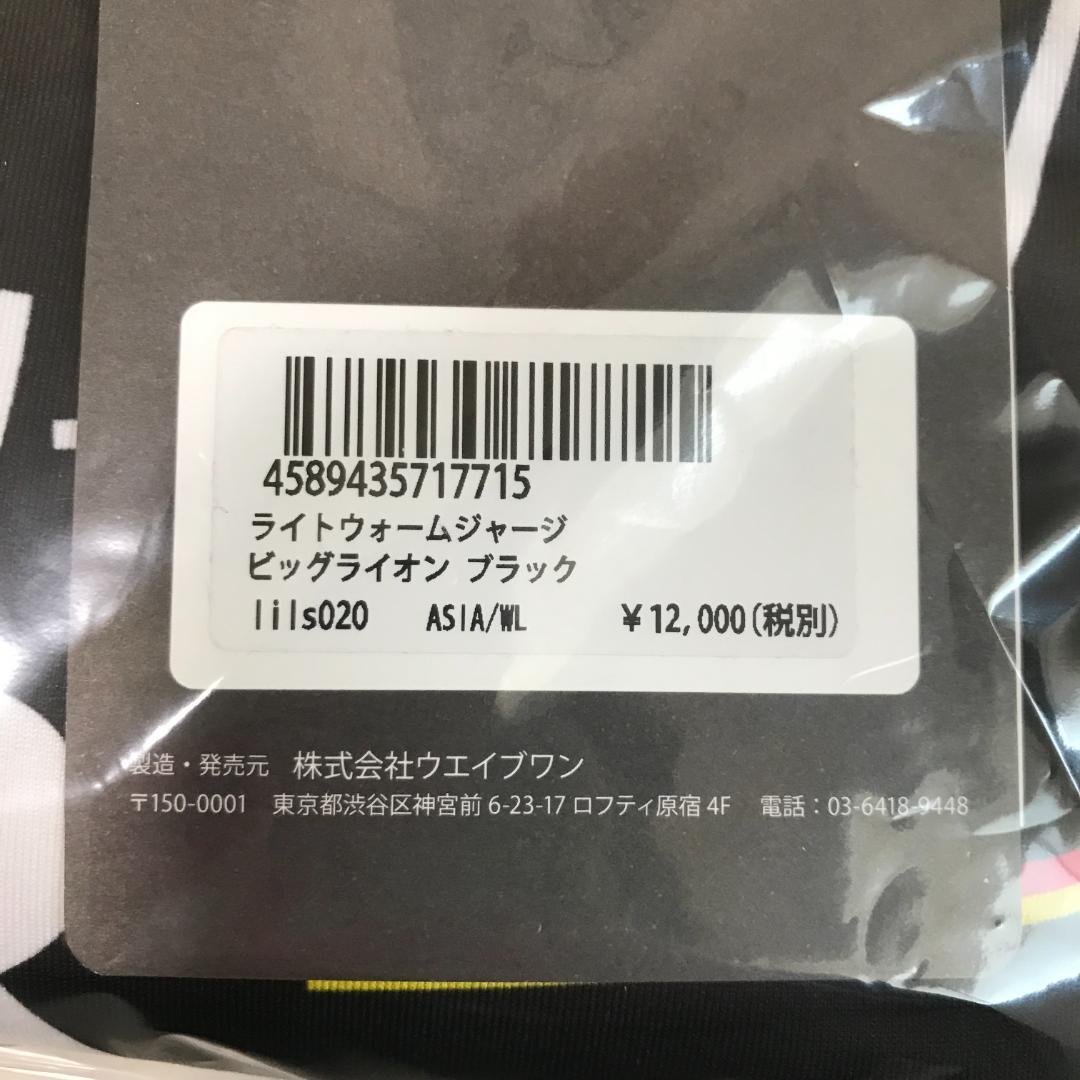 4589435717715
ライトウォームジャージ
ビッグライオン ブラック
lils020 ASIA/WL ¥12,000(税別)
製造・発売元 株式会社ウエイブワン
〒150-0001 東京都渋谷区神宮前 6-23-17 ロフティ原宿 4F 電話：03-6418-9448